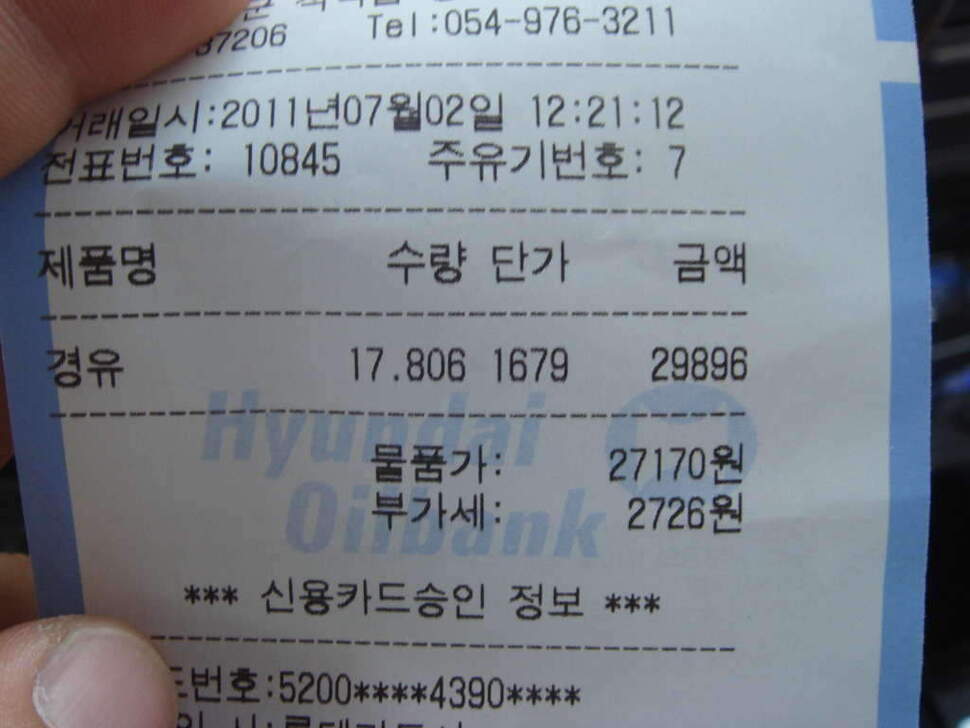 37206 Tel:054-976-3211
거래일시:2011년07월02일 12:21:12
전표번호: 10845 주유기번호: 7
제품명 수량 단가 금액
경유 17.806 1679 29896
Hyundai Oilbank
물품가: 27170원
부가세: 2726원
*** 신용카드승인 정보 ***
드번호:5200****4390****